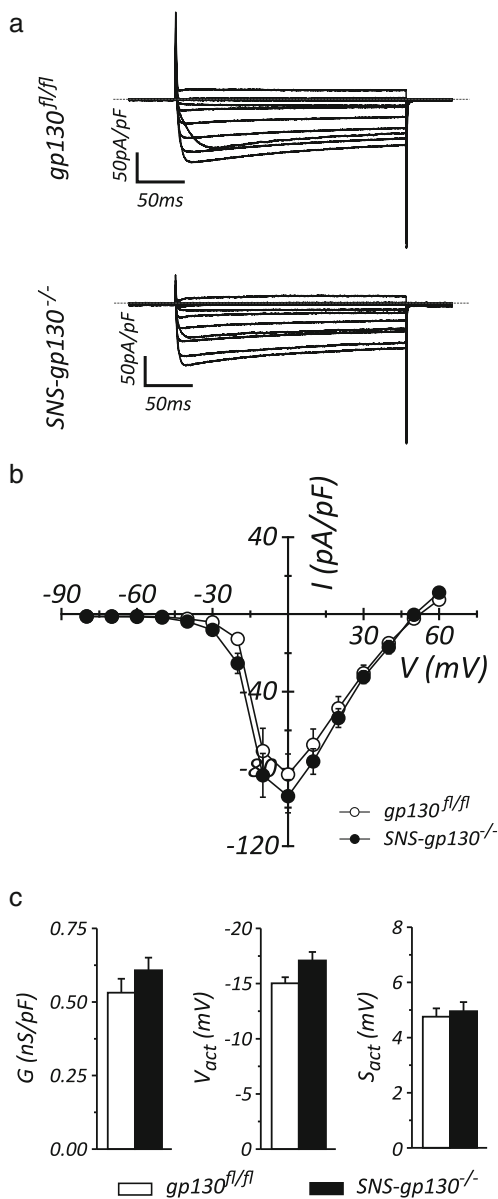 a
gp130fl/fl
50pA/pF
50ms
SNS-gp130-/-
50pA/pF
50ms
b
40
I (pA/pF)
-90 -60 -30
30 60
V (mV)
-40
80
-120
gp130fl/fl
SNS-gp130-/-
c
0.75
0.50
0.25
0.00
G (nS/pF)
-20
-15
-10
-5
0
Vact (mV)
8
6
4
2
0
Sact (mV)
gp130fl/fl
SNS-gp130-/-